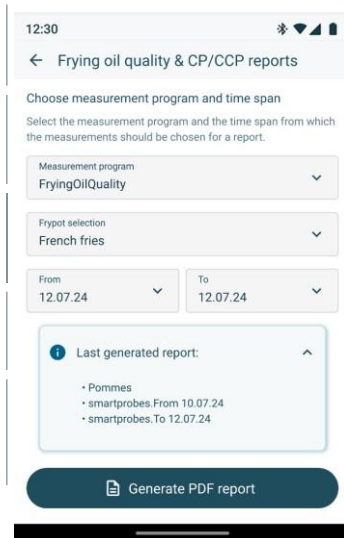 12:30
Frying oil quality & CP/CCP reports
Choose measurement program and time span
Select the measurement program and the time span from which
the measurements should be chosen for a report.
Measurement program
FryingOilQuality
Frypot selection
French fries
From
12.07.24
To
12.07.24
Last generated report:
• Pommes
• smartprobes.From 10.07.24
• smartprobes.To 12.07.24
Generate PDF report